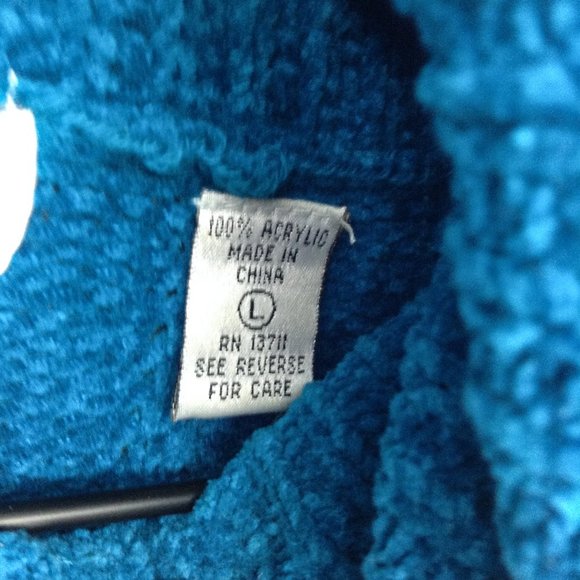 100% ACRYLIC
MADE IN
CHINA
L
RN 13711
SEE REVERSE
FOR CARE